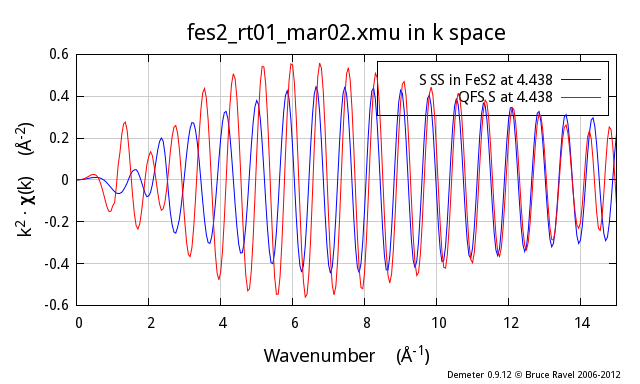 fes2_rt01_mar02.xmu in k space
k² · χ(k) (Å⁻²)
0.6
0.4
0.2
0
-0.2
-0.4
-0.6
S SS in FeS2 at 4.438
QFS S at 4.438
0 2 4 6 8 10 12 14
Wavenumber (Å⁻¹)
Demeter 0.9.12 © Bruce Ravel 2006-2012